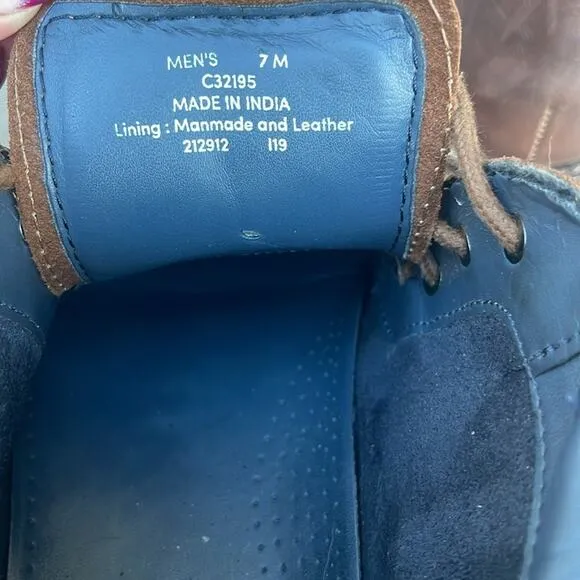 MEN'S 7 M
C32195
MADE IN INDIA
Lining : Manmade and Leather
212912 I19